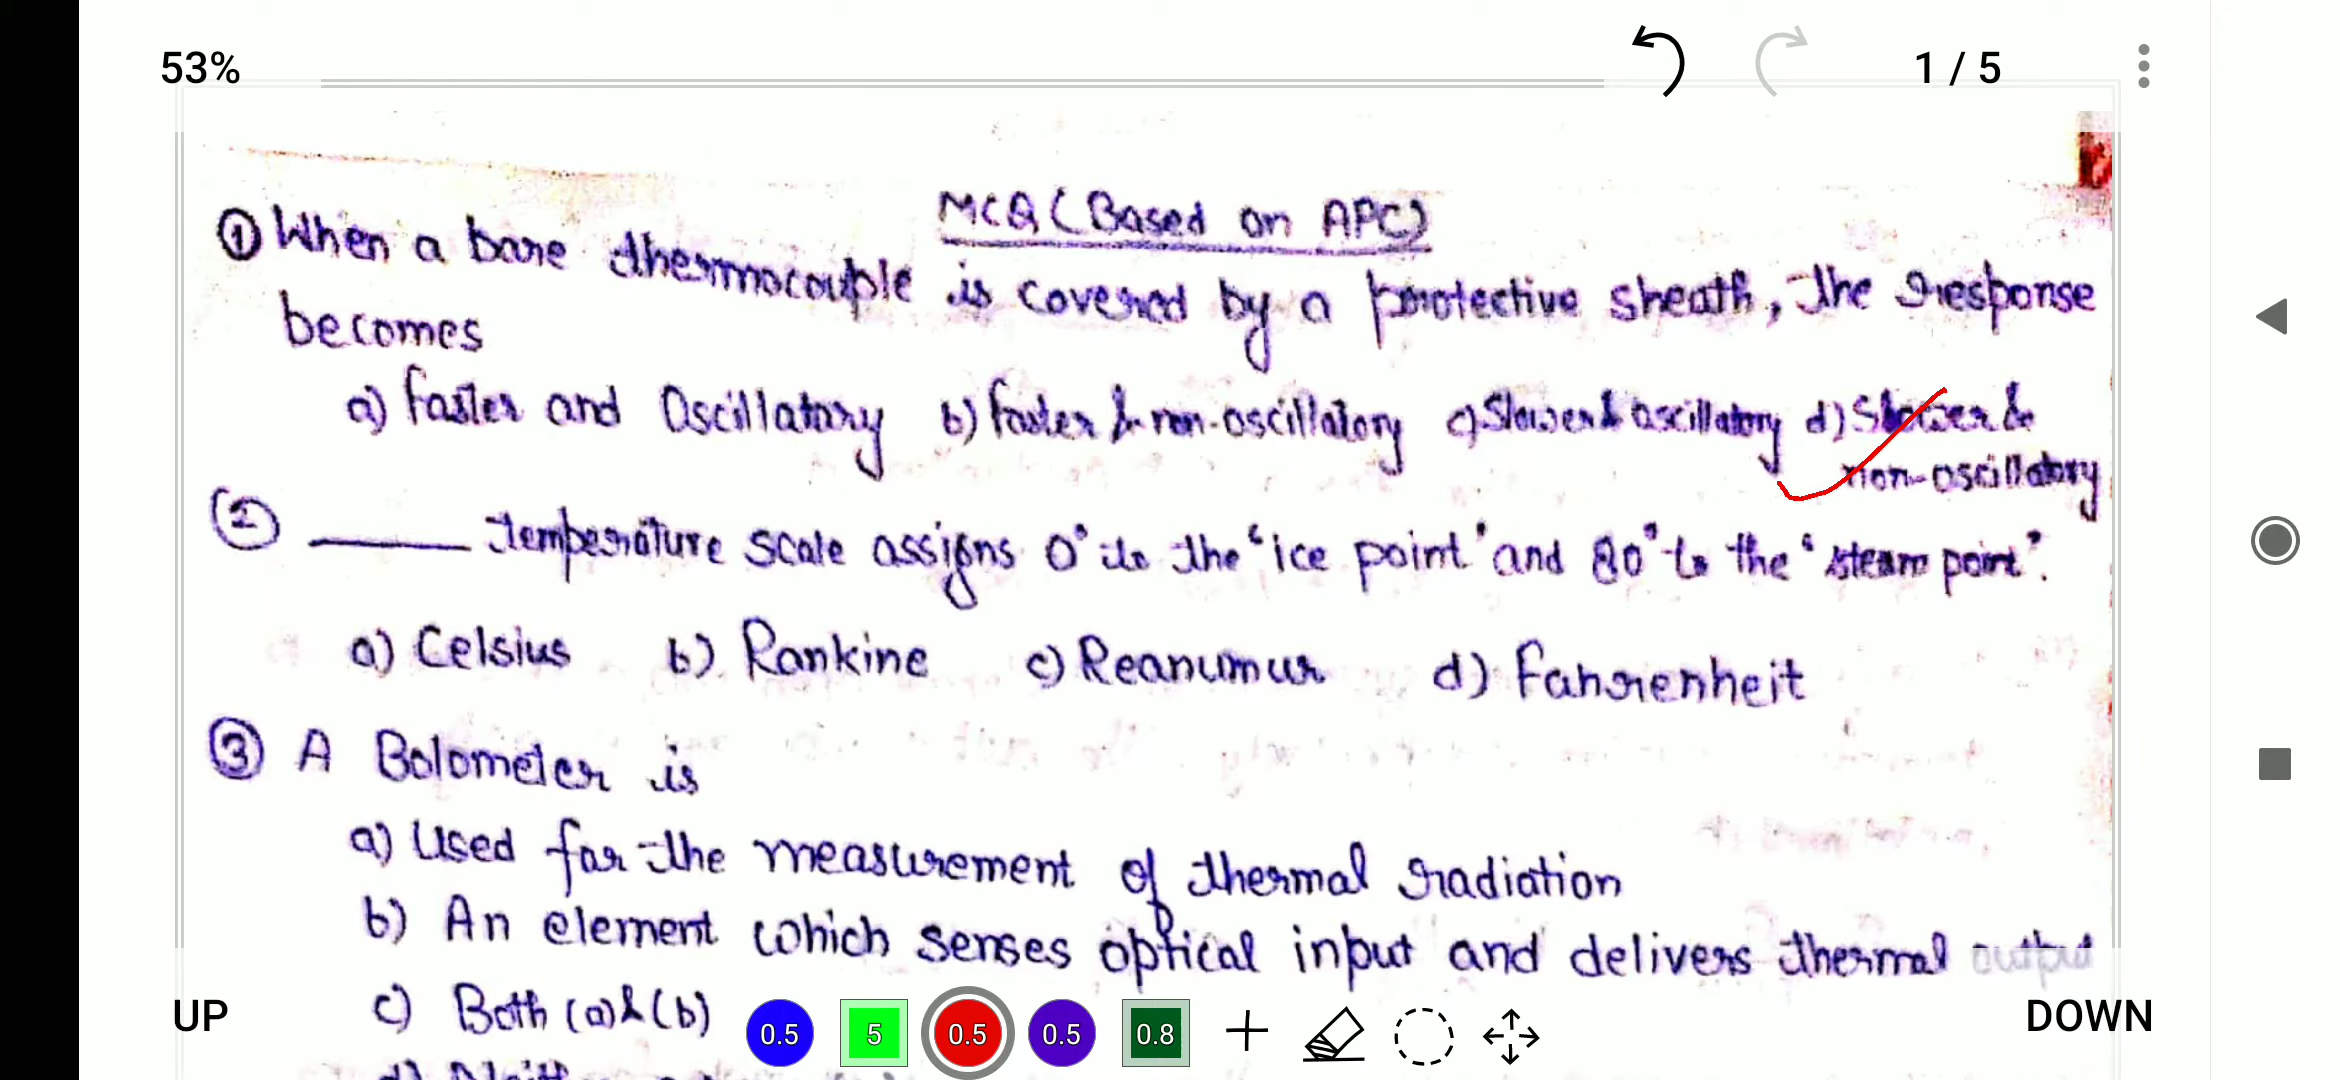 53%
1 / 5
MCQ (Based on APC)
① When a bare thermocouple is covered by a protective sheath, the response
becomes
a) faster and Oscillatory b) faster & non-oscillatory c) Slower & oscillatory d) Slower &
non-oscillatory
② ______ temperature scale assigns 0° to the "ice point" and 80° to the "steam point".
a) Celsius b) Rankine c) Reanumur d) Fahrenheit
③ A Bolometer is
a) Used for the measurement of thermal radiation
b) An element which senses optical input and delivers thermal output
c) Both (a) & (b)
UP
0.5 5 0.5 0.5 0.8
DOWN